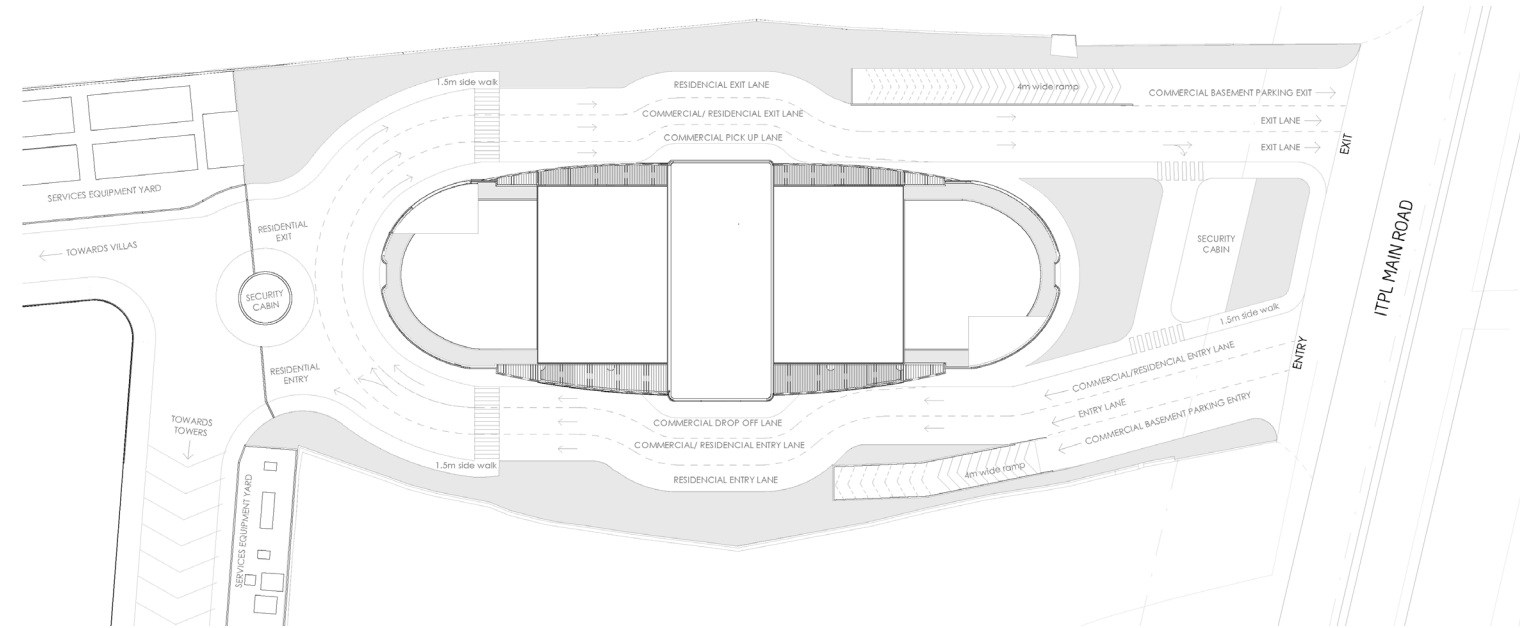 1.5m side walk
RESIDENCIAL EXIT LANE
4m wide ramp
COMMERCIAL BASEMENT PARKING EXIT
COMMERCIAL/ RESIDENCIAL EXIT LANE
EXIT LANE
COMMERCIAL PICK UP LANE
EXIT LANE
EXIT
SERVICES EQUIPMENT YARD
RESIDENTIAL
EXIT
TOWARDS VILLAS
SECURITY
CABIN
ITPL MAIN ROAD
SECURITY
CABIN
1.5m side walk
ENTRY
RESIDENTIAL
ENTRY
COMMERCIAL/RESIDENCIAL ENTRY LANE
ENTRY LANE
COMMERCIAL BASEMENT PARKING ENTRY
TOWARDS
TOWERS
COMMERCIAL DROP OFF LANE
COMMERCIAL/ RESIDENCIAL ENTRY LANE
1.5m side walk
4m wide ramp
RESIDENCIAL ENTRY LANE
SERVICES EQUIPMENT YARD